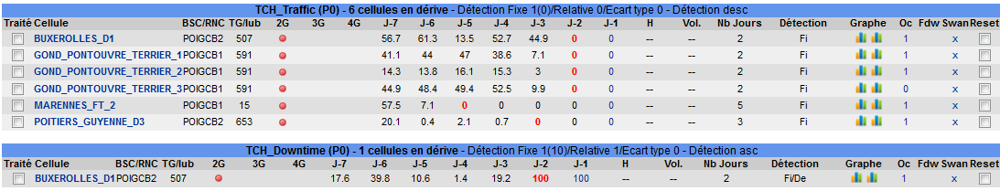 TCH_Traffic (P0) - 6 cellules en dérive - Détection Fixe 1(0)/Relative 0/Ecart type 0 - Détection desc
Traité Cellule BSC/RNC TG/Iub 2G 3G 4G J-7 J-6 J-5 J-4 J-3 J-2 J-1 H Vol. Nb Jours Détection Graphe Oc Fdw Swan Reset
BUXEROLLES_D1 POIGCB2 507 56.7 61.3 13.5 52.7 44.9 0 0 -- -- 2 Fi 1 x
GOND_PONTOUVRE_TERRIER_1 POIGCB1 591 41.1 44 47 38.6 7.1 0 0 -- -- 2 Fi 1 x
GOND_PONTOUVRE_TERRIER_2 POIGCB1 591 14.3 13.8 16.1 15.3 3 0 0 -- -- 2 Fi 1 x
GOND_PONTOUVRE_TERRIER_3 POIGCB1 591 44.9 48.4 49.4 52.5 9.9 0 0 -- -- 2 Fi 0 x
MARENNES_FT_2 POIGCB1 15 57.5 7.1 0 0 0 0 0 -- -- 5 Fi 1 x
POITIERS_GUYENNE_D3 POIGCB2 653 20.1 0.4 2.1 0.7 0 0 0 -- -- 3 Fi 1 x
TCH_Downtime (P0) - 1 cellules en dérive - Détection Fixe 1(10)/Relative 1/Ecart type 0 - Détection asc
Traité Cellule BSC/RNC TG/Iub 2G 3G 4G J-7 J-6 J-5 J-4 J-3 J-2 J-1 H Vol. Nb Jours Détection Graphe Oc Fdw Swan Reset
BUXEROLLES_D1 POIGCB2 507 17.6 39.8 10.6 1.4 19.2 100 100 -- -- 2 Fi/De 1 x